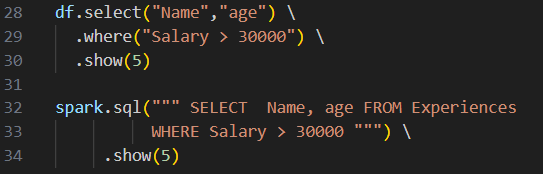 28 df.select("Name","age") \
29 .where("Salary > 30000") \
30 .show(5)
31
32 spark.sql(""" SELECT  Name, age FROM Experiences
33 WHERE Salary > 30000 """) \
34 .show(5)